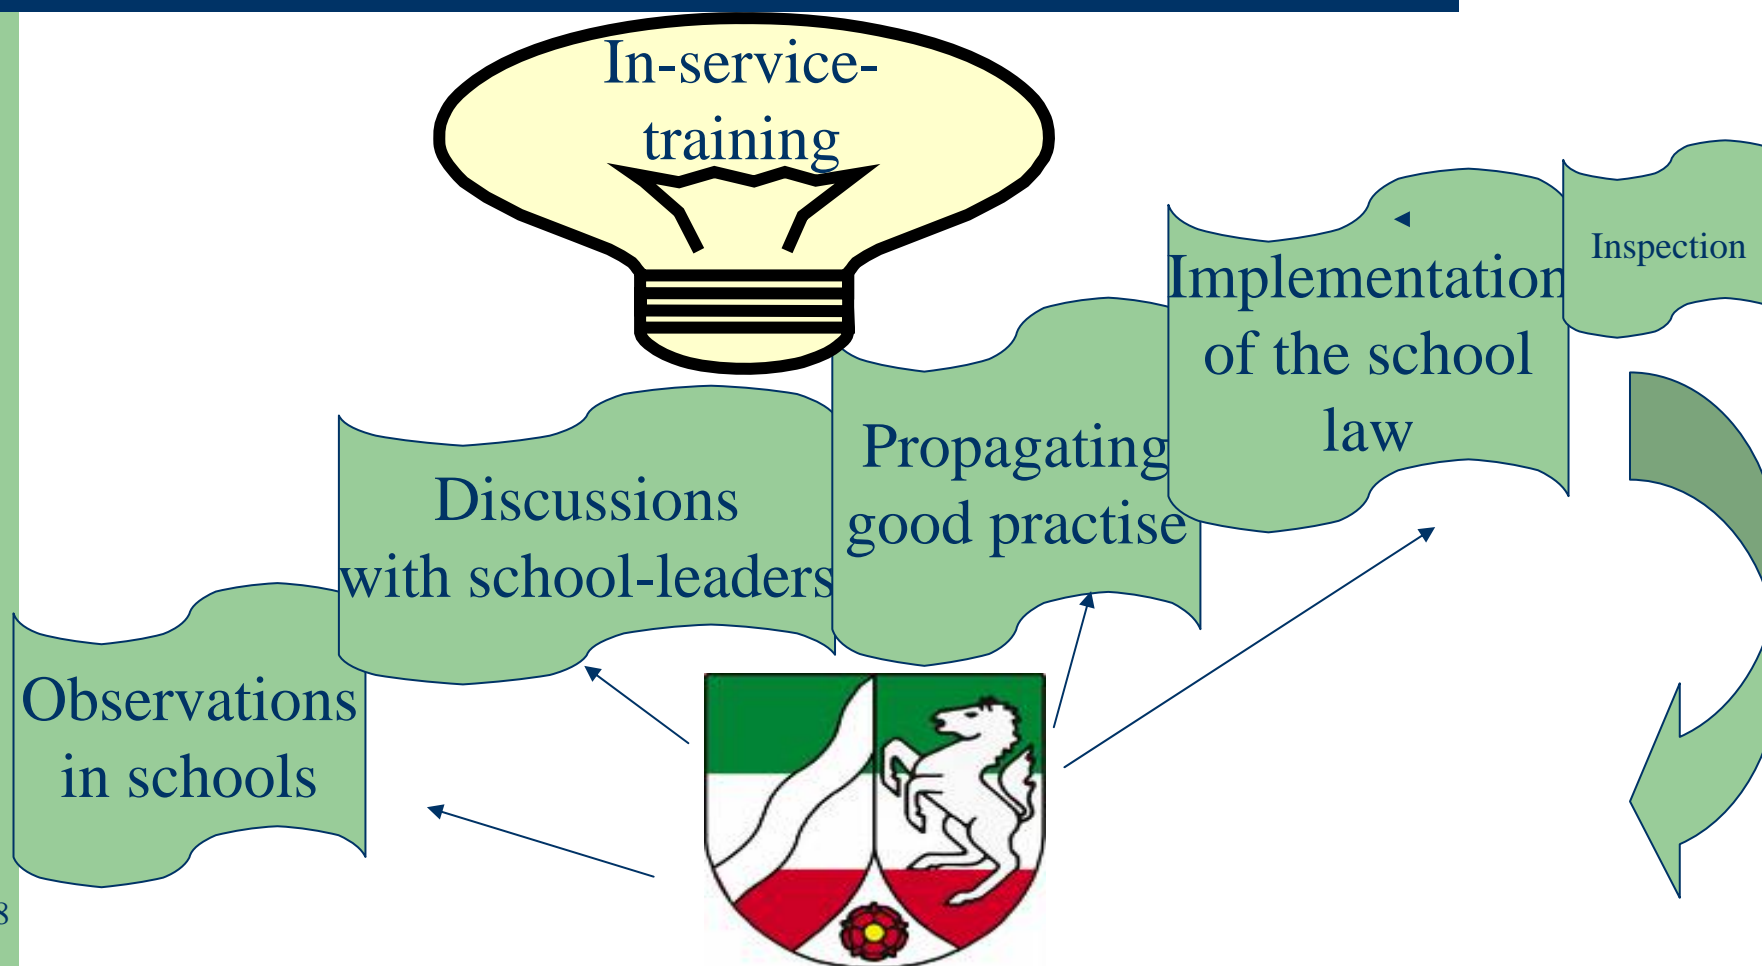 In-service-
training
Inspection
Implementation
of the school
law
Propagating
good practise
Discussions
with school-leaders
Observations
in schools
8